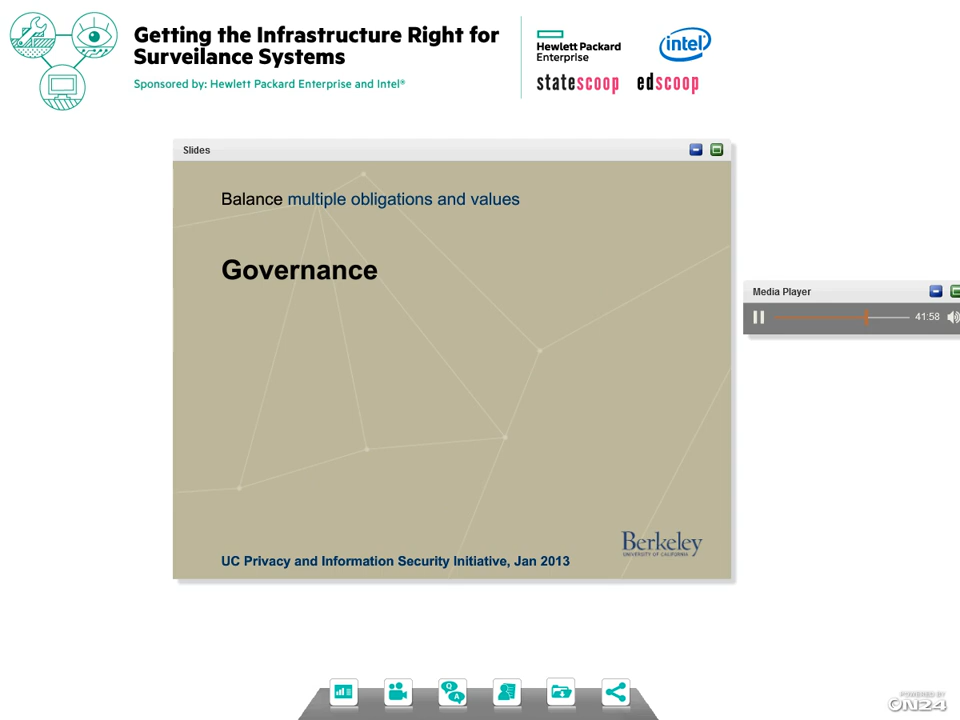 Getting the Infrastructure Right for
Surveilance Systems
Sponsored by: Hewlett Packard Enterprise and Intel®
Hewlett Packard
Enterprise
intel®
statescoop edscoop
Slides
Balance multiple obligations and values
Governance
Media Player
41:58
Berkeley
UNIVERSITY OF CALIFORNIA
UC Privacy and Information Security Initiative, Jan 2013
Q
A
POWERED BY
ON24